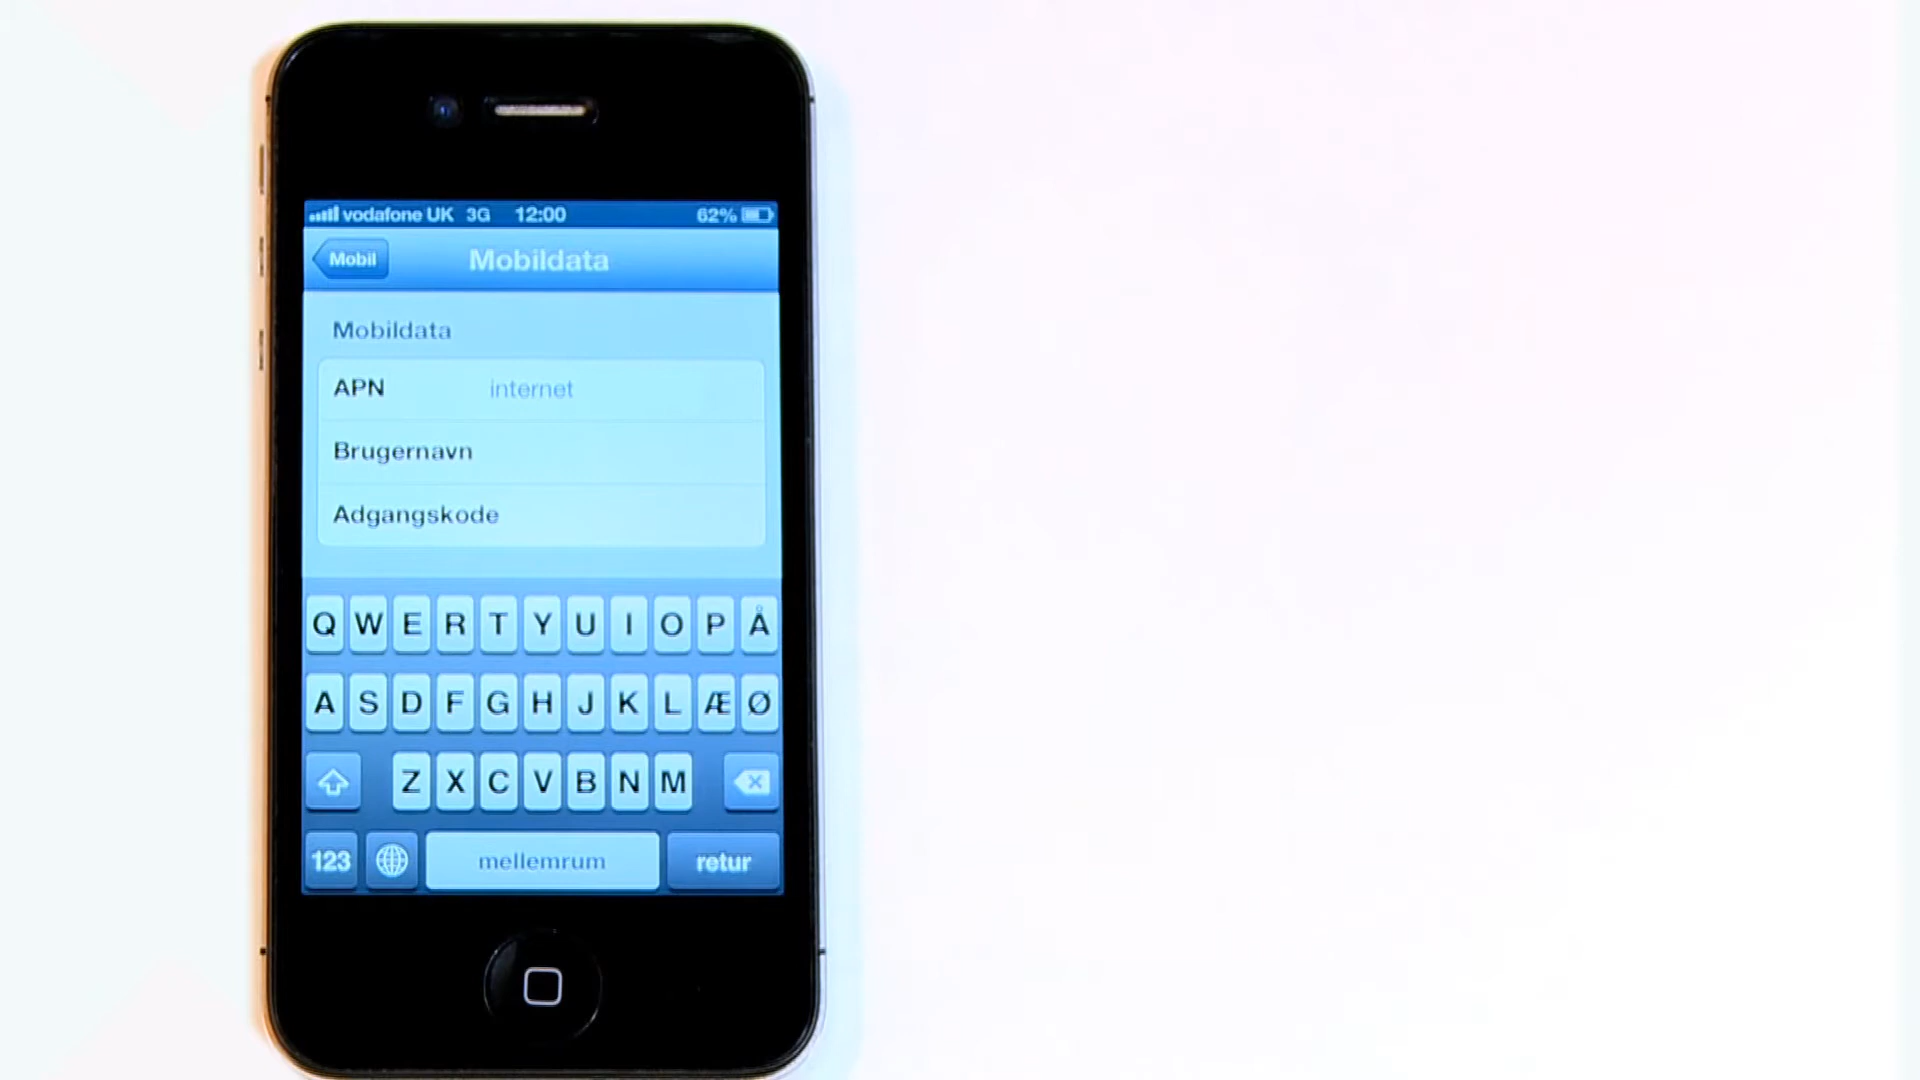 vodafone UK 3G 12:00 62%
Mobil Mobildata
Mobildata
APN internet
Brugernavn
Adgangskode
Q W E R T Y U I O P Å
A S D F G H J K L Æ Ø
Z X C V B N M
123 mellemrum retur